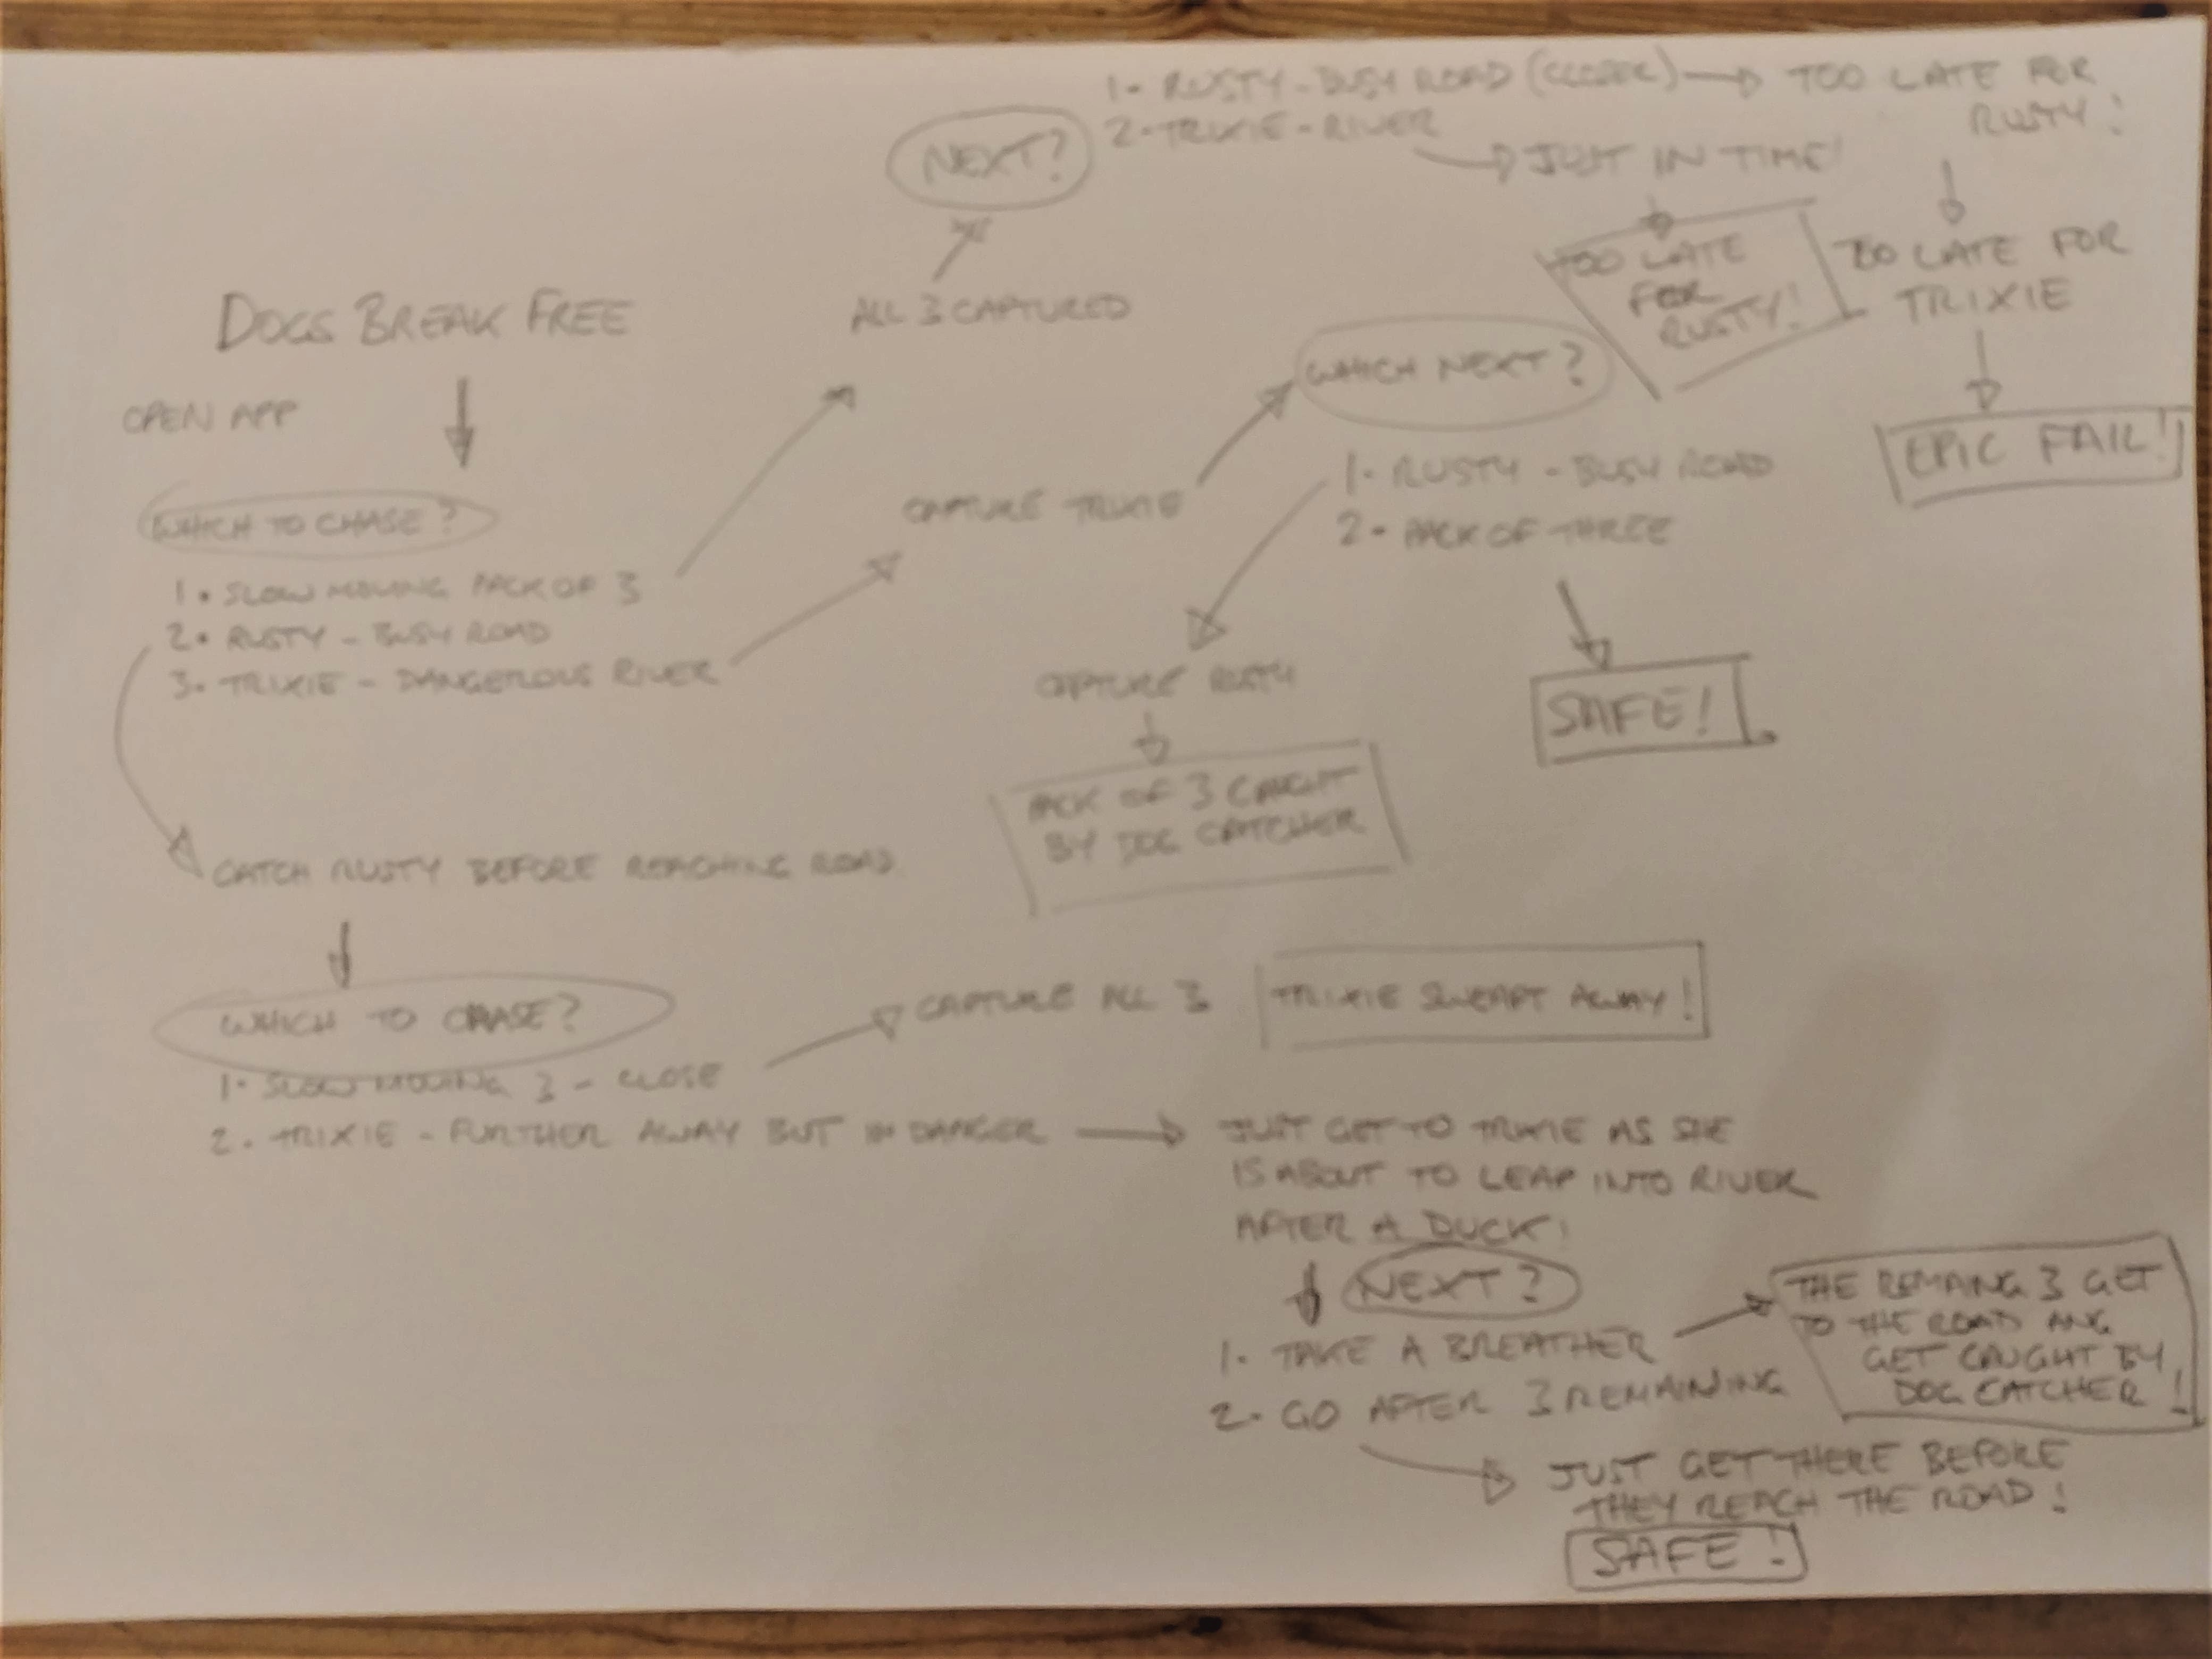 1. RUSTY - BUSY ROAD (CLOSER) → TOO LATE FOR
RUSTY!
2. TRIXIE - RIVER
NEXT?
JUST IN TIME!
TOO LATE
FOR
RUSTY!
TOO LATE FOR
TRIXIE
EPIC FAIL!
ALL 3 CAPTURED
DOGS BREAK FREE
OPEN APP
WHICH TO CHASE?
1. SLOW MOVING PACK OF 3
2. RUSTY - BUSY ROAD
3. TRIXIE - DANGEROUS RIVER
CAPTURE TRIXIE
WHICH NEXT?
1. RUSTY - BUSY ROAD
2. PACK OF THREE
SAFE!
CAPTURE RUSTY
PACK OF 3 CAUGHT
BY DOG CATCHER
CATCH RUSTY BEFORE REACHING ROAD
WHICH TO CHASE?
1. SLOW MOVING 3 - CLOSE
2. TRIXIE - FURTHER AWAY BUT IN DANGER
CAPTURE ALL 3
TRIXIE SWEPT AWAY!
JUST GET TO TRIXIE AS SHE
IS ABOUT TO LEAP INTO RIVER
AFTER A DUCK!
NEXT?
1. TAKE A BREATHER
2. GO AFTER 3 REMAINING
THE REMAING 3 GET
TO THE ROAD ANG
GET CAUGHT BY
DOG CATCHER!
JUST GET THERE BEFORE
THEY REACH THE ROAD!
SAFE!